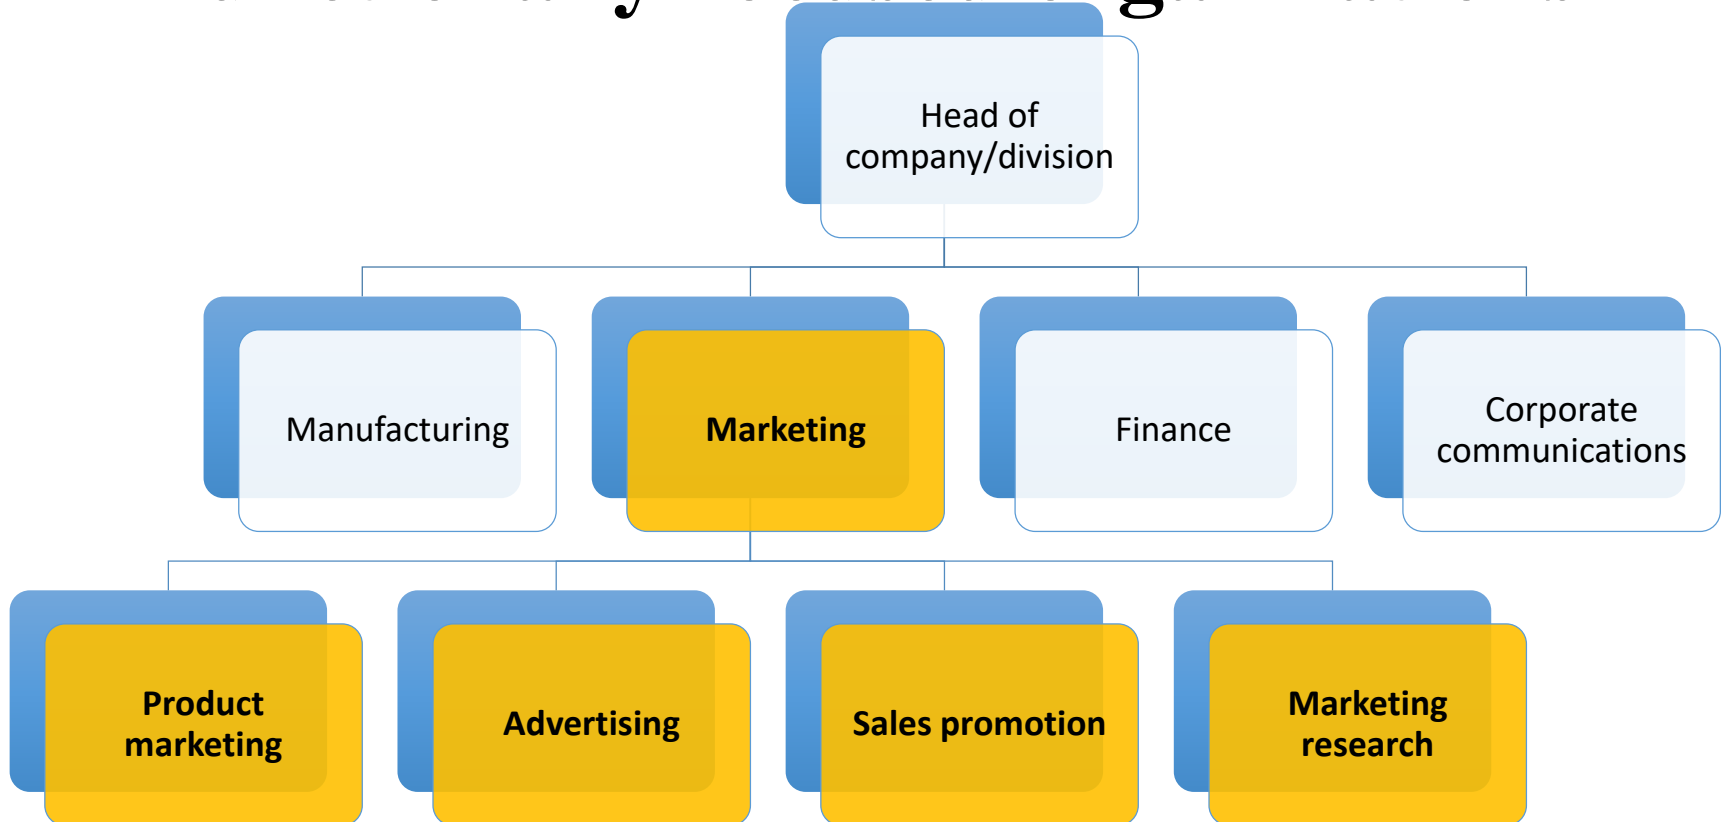 Head of
company/division
Manufacturing
Marketing
Finance
Corporate
communications
Product
marketing
Advertising
Sales promotion
Marketing
research